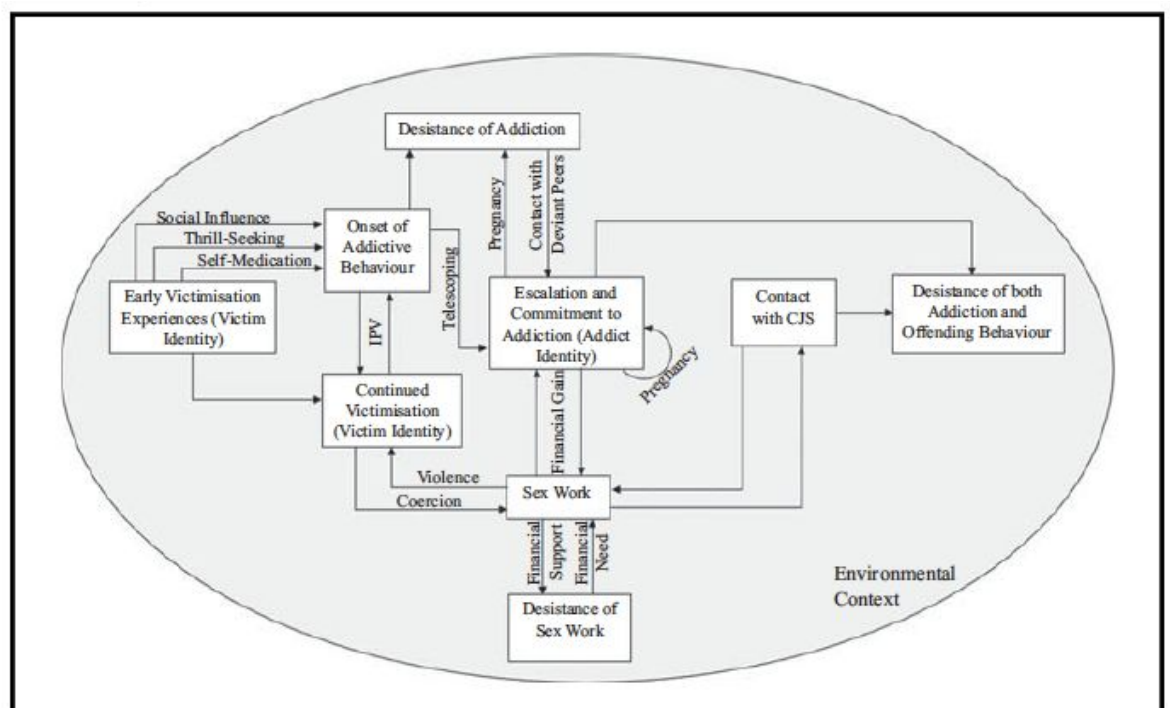 Desistance of Addiction
Social Influence
Thrill-Seeking
Self-Medication
Onset of
Addictive
Behaviour
Telescoping
Pregnancy
Contact with
Deviant Peers
Early Victimisation
Experiences (Victim
Identity)
IPV
Escalation and
Commitment to
Addiction (Addict
Identity)
Pregnancy
Contact
with CJS
Desistance of both
Addiction and
Offending Behaviour
Continued
Victimisation
(Victim Identity)
Financial Gain
Violence
Coercion
Sex Work
Financial
Support
Financial
Need
Desistance of
Sex Work
Environmental
Context